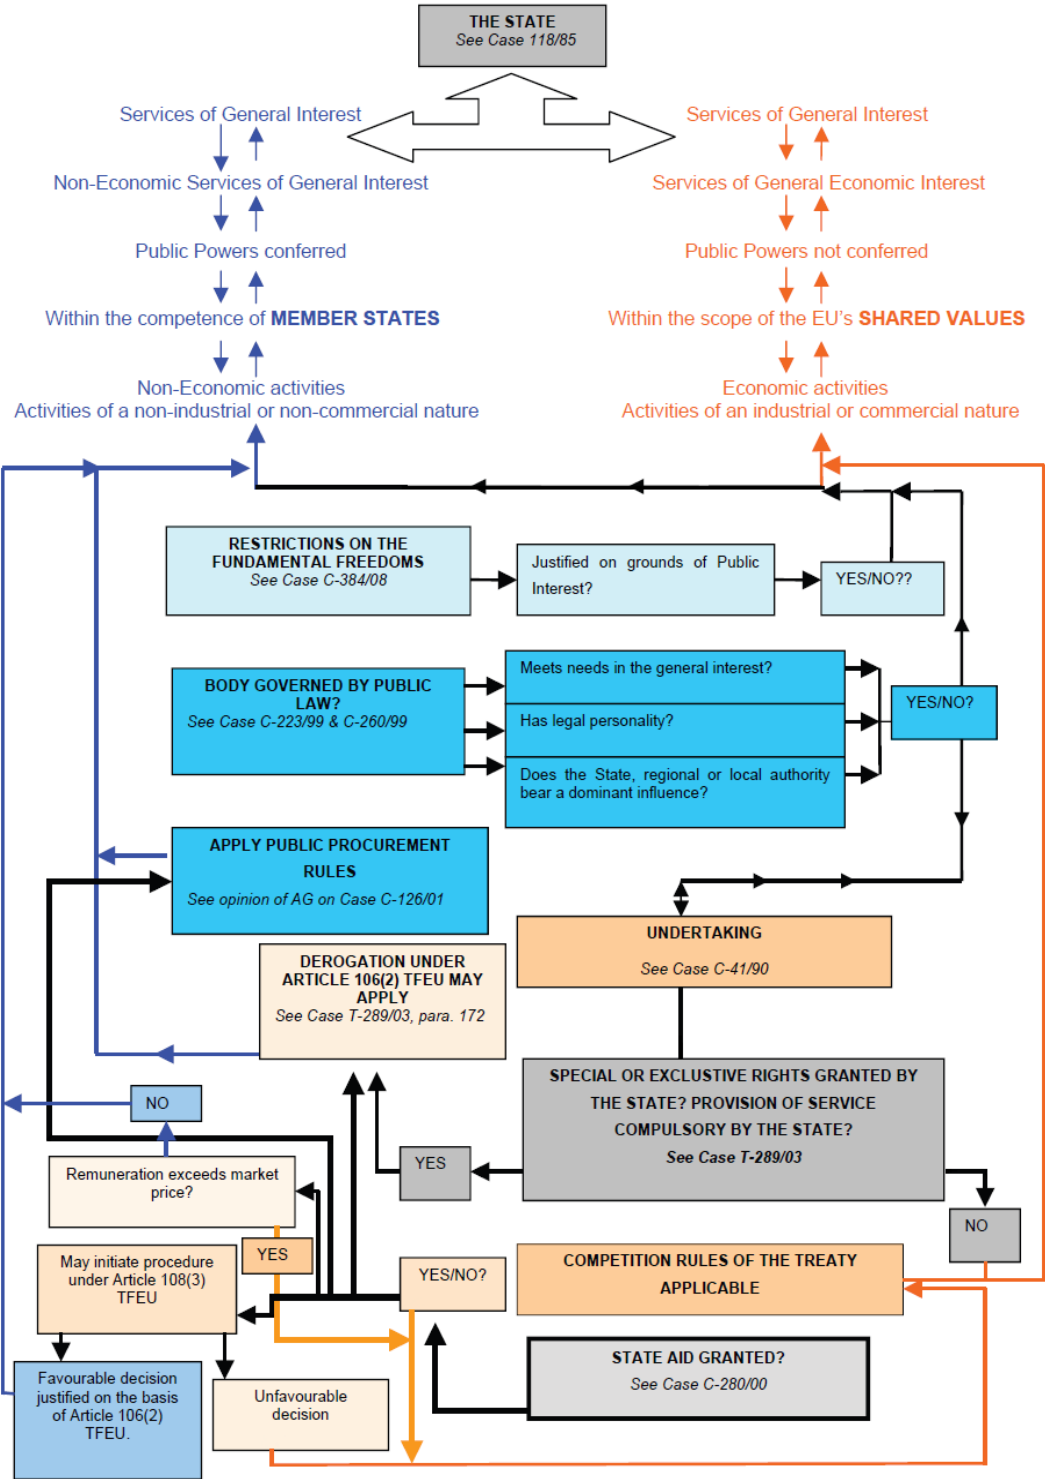 THE STATE
See Case 118/85
Services of General Interest
Services of General Interest
Non-Economic Services of General Interest
Services of General Economic Interest
Public Powers conferred
Public Powers not conferred
Within the competence of MEMBER STATES
Within the scope of the EU's SHARED VALUES
Non-Economic activities
Activities of a non-industrial or non-commercial nature
Economic activities
Activities of an industrial or commercial nature
RESTRICTIONS ON THE
FUNDAMENTAL FREEDOMS
See Case C-384/08
Justified on grounds of Public
Interest?
YES/NO??
BODY GOVERNED BY PUBLIC
LAW?
See Case C-223/99 & C-260/99
Meets needs in the general interest?
Has legal personality?
Does the State, regional or local authority
bear a dominant influence?
YES/NO?
APPLY PUBLIC PROCUREMENT
RULES
See opinion of AG on Case C-126/01
UNDERTAKING
See Case C-41/90
DEROGATION UNDER
ARTICLE 106(2) TFEU MAY
APPLY
See Case T-289/03, para. 172
SPECIAL OR EXCLUSTIVE RIGHTS GRANTED BY
THE STATE? PROVISION OF SERVICE
COMPULSORY BY THE STATE?
See Case T-289/03
NO
YES
Remuneration exceeds market
price?
NO
YES
May initiate procedure
under Article 108(3)
TFEU
YES/NO?
COMPETITION RULES OF THE TREATY
APPLICABLE
STATE AID GRANTED?
See Case C-280/00
Favourable decision
justified on the basis
of Article 106(2)
TFEU.
Unfavourable
decision